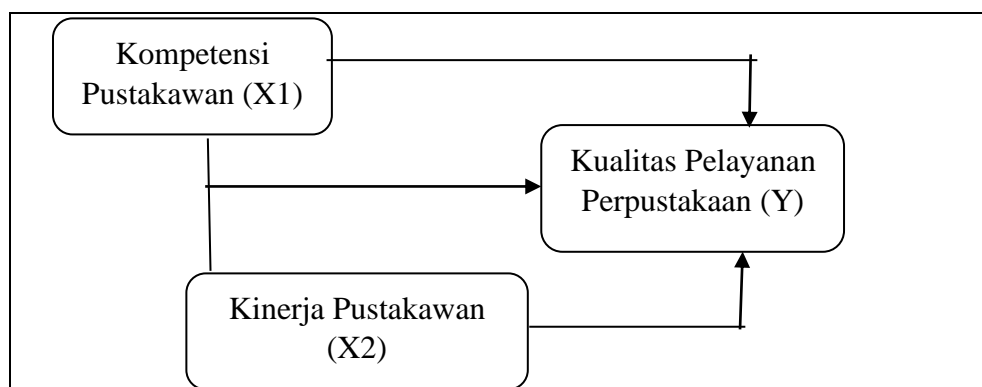 Kompetensi
Pustakawan (X1)
Kualitas Pelayanan
Perpustakaan (Y)
Kinerja Pustakawan
(X2)